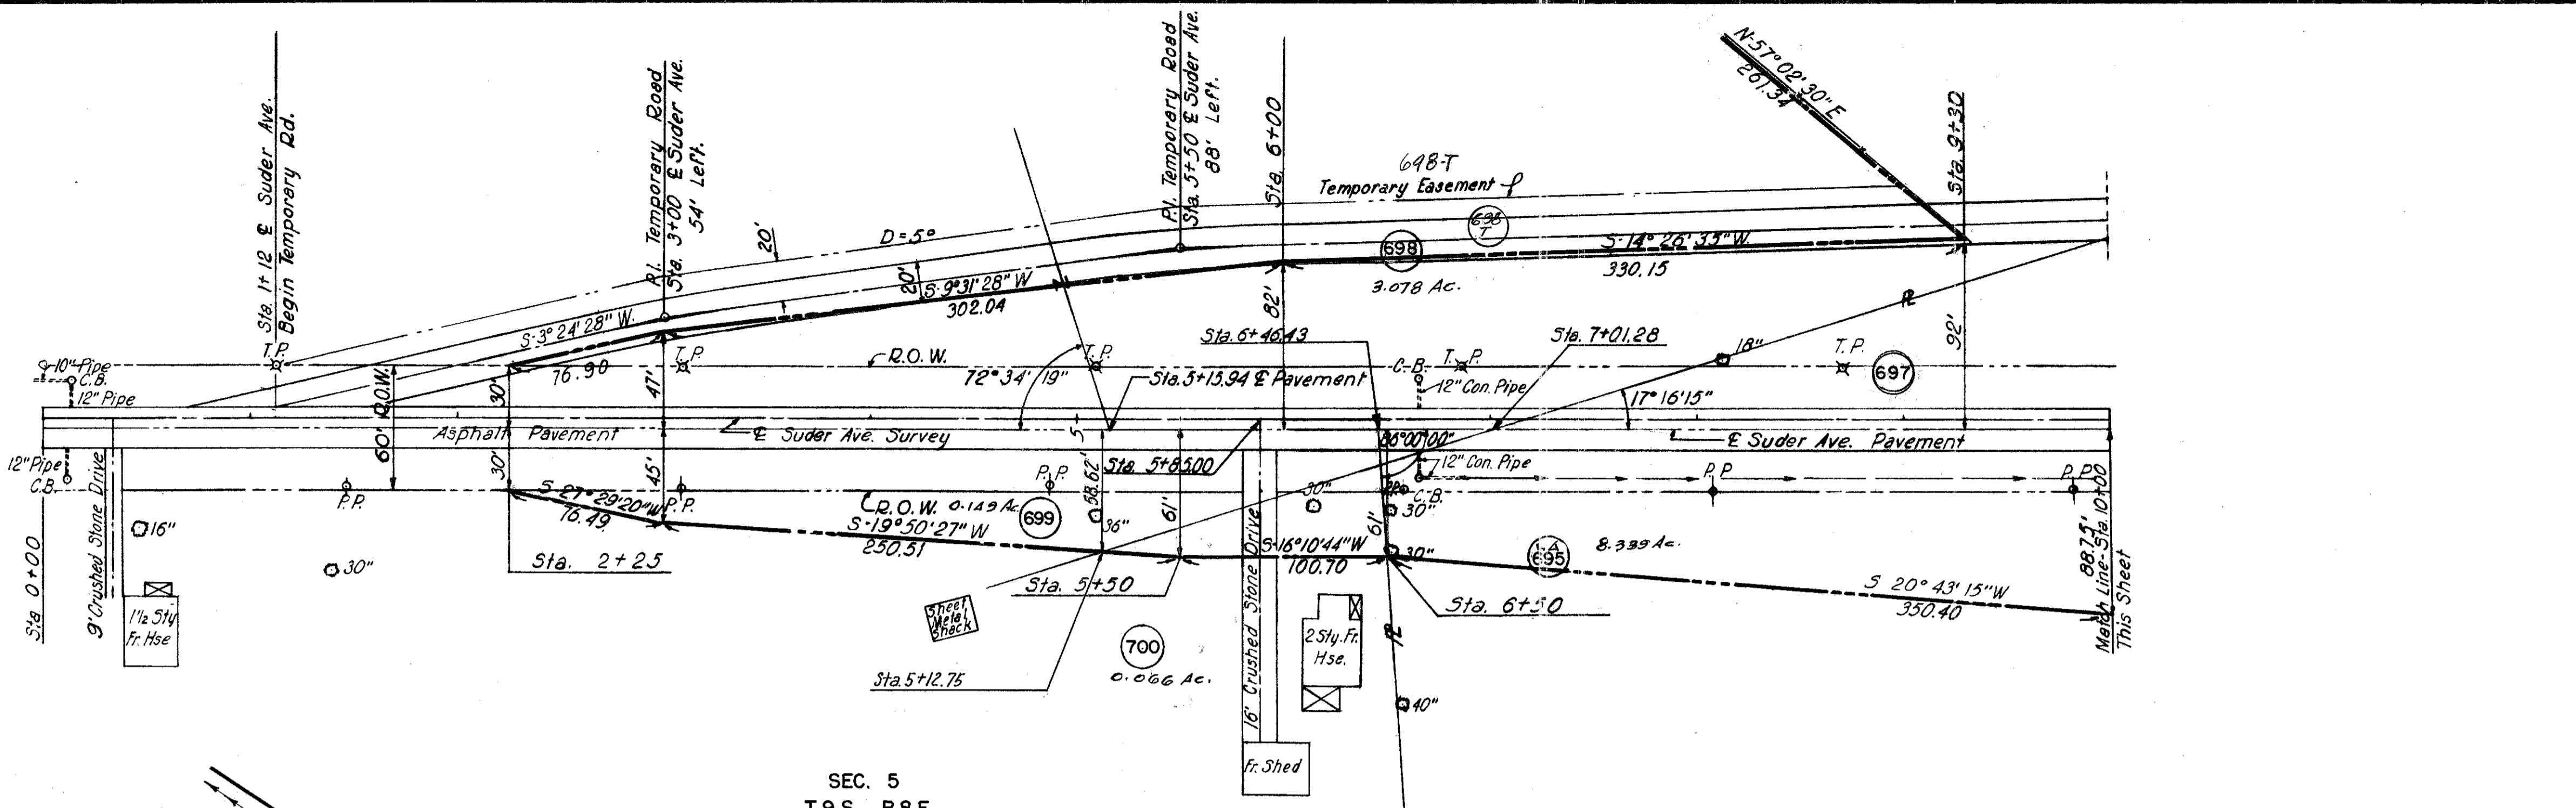 Sta. 1+12 ₵ Suder Ave.
Begin Temporary Rd.
P.I. Temporary Road
Sta. 3+00 ₵ Suder Ave.
54' Left.
P.I. Temporary Road
Sta. 5+50 ₵ Suder Ave.
88' Left.
Sta. 6+00
N-57°02'30"E
261.34
Sta. 9+30
698-T
Temporary Easement
698
T
D=5°
20'
20'
S-3°24'28"W.
76.90
S-9°31'28"W
302.04
698
S-14°26'35"W.
330.15
3.078 Ac.
82'
92'
47'
30'
60' R.O.W.
10" Pipe
C.B.
12" Pipe
T.P.
T.P.
R.O.W.
72°34'19"
T.P.
Sta. 5+15.94 ₵ Pavement
Sta. 6+46.43
Sta. 7+01.28
C.B.
12" Con. Pipe
T.P.
18"
17°16'15"
T.P.
697
Asphalt Pavement
₵ Suder Ave. Survey
5+
Sta. 5+85.00
86°00'00"
₵ Suder Ave. Pavement
12" Pipe
C.B.
30'
45'
12" Con. Pipe
C.B.
P.P.
P.P.
P.P.
P.P.
P.P.
S-27°29'20"W
76.49
R.O.W.
0.149 Ac.
699
S-19°50'27"W
250.51
36"
61'
30"
30"
61'
30"
S-16°10'44"W
100.70
695
8.339 Ac.
S 20°43'15"W
350.40
88.75'
Match Line-Sta. 10+00
This Sheet
Sta 0+00
9' Crushed Stone Drive
16"
30"
1½ Sty
Fr. Hse
Sta. 2+25
Sta. 5+50
Sta. 6+50
Sheet
Metal
Shack
700
0.066 Ac.
Sta. 5+12.75
16' Crushed Stone Drive
2 Sty. Fr.
Hse.
40"
Fr. Shed
SEC. 5
T9S R8E